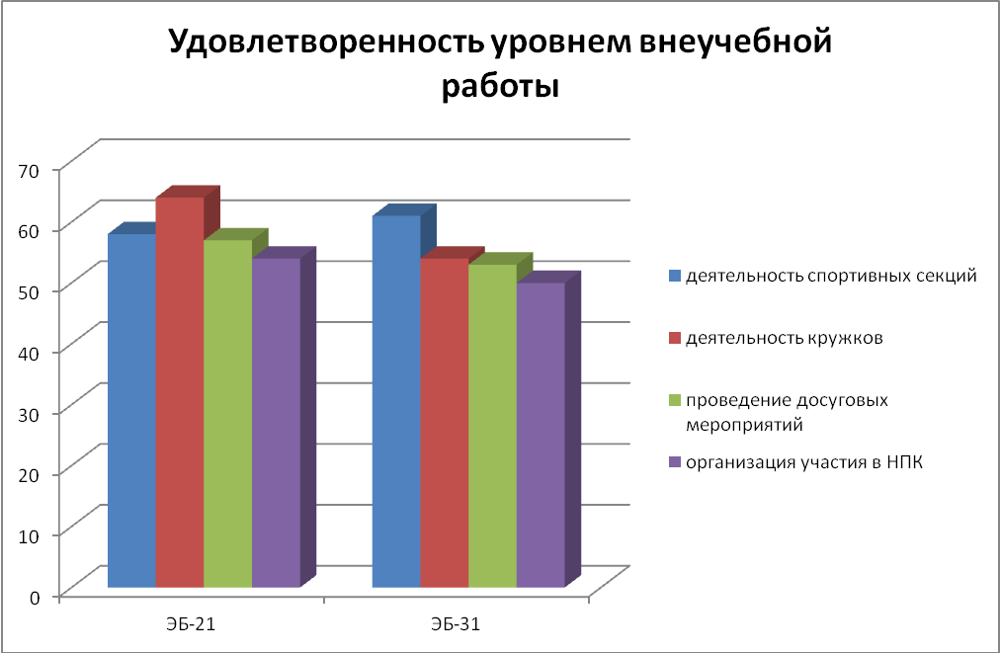 Удовлетворенность уровнем внеучебной
работы
70
60
50
40
30
20
10
0
ЭБ-21
ЭБ-31
деятельность спортивных секций
деятельность кружков
проведение досуговых
мероприятий
организация участия в НПК